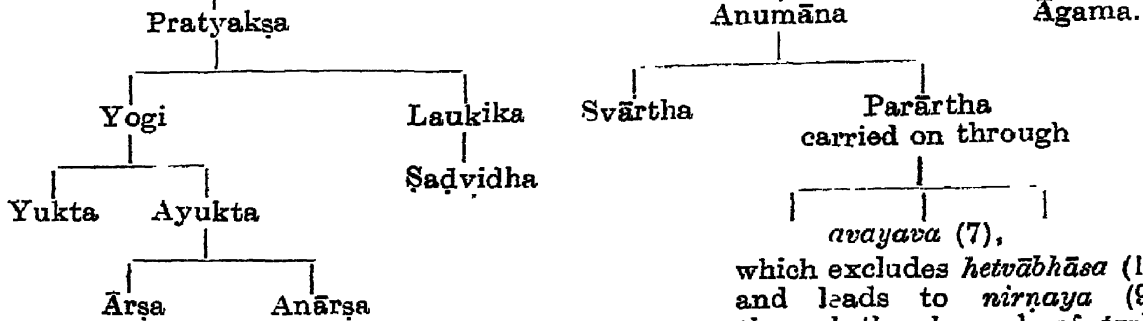 Pratyakṣa Anumāna Āgama.
Yogi Laukika Svārtha Parārtha
carried on through
Ṣaḍvidha
Yukta Ayukta
avayava (7),
which excludes hetvābhāsa
Ārṣa Anārṣa and leads to nirṇaya